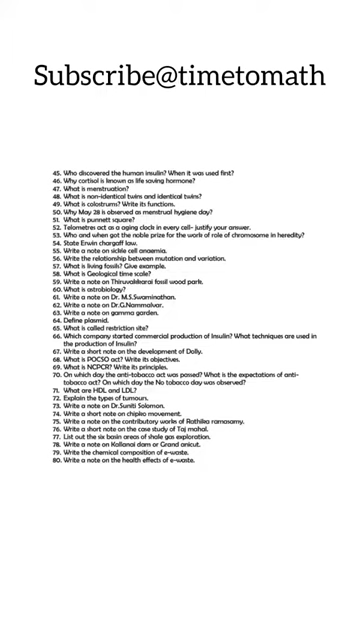 Subscribe@timetomath
45. Who discovered the human insulin? When it was used first?
46. Why cortisol is known as life saving hormone?
47. What is menstruation?
48. What is non-identical twins and identical twins?
49. What is colostrums? Write its functions.
50. Why May 28 is observed as menstrual hygiene day?
51. What is punnett square?
52. Telometres act as a aging clock in every cell- justify your answer.
53. Who and when got the noble prize for the work of role of chromosome in heredity?
54. State Erwin chargaff law.
55. Write a note on sickle cell anaemia.
56. Write the relationship between mutation and variation.
57. What is living fossils? Give example.
58. What is Geological time scale?
59. Write a note on Thiruvakkarai fossil wood park.
60. What is astrobiology?
61. Write a note on Dr. M.S.Swaminathan.
62. Write a note on Dr.G.Nammalvar.
63. Write a note on gamma garden.
64. Define plasmid.
65. What is called restriction site?
66. Which company started commercial production of Insulin? What techniques are used in
the production of Insulin?
67. Write a short note on the development of Dolly.
68. What is POCSO act? Write its objectives.
69. What is NCPCR? Write its principles.
70. On which day the anti-tobacco act was passed? What is the expectations of anti-
tobacco act? On which day the No tobacco day was observed?
71. What are HDL and LDL?
72. Explain the types of tumours.
73. Write a note on Dr.Suniti Solomon.
74. Write a short note on chipko movement.
75. Write a note on the contributory works of Rathika ramasamy.
76. Write a short note on the case study of Taj mahal.
77. List out the six basin areas of shale gas exploration.
78. Write a note on Kallanai dam or Grand anicut.
79. Write the chemical composition of e-waste.
80. Write a note on the health effects of e-waste.